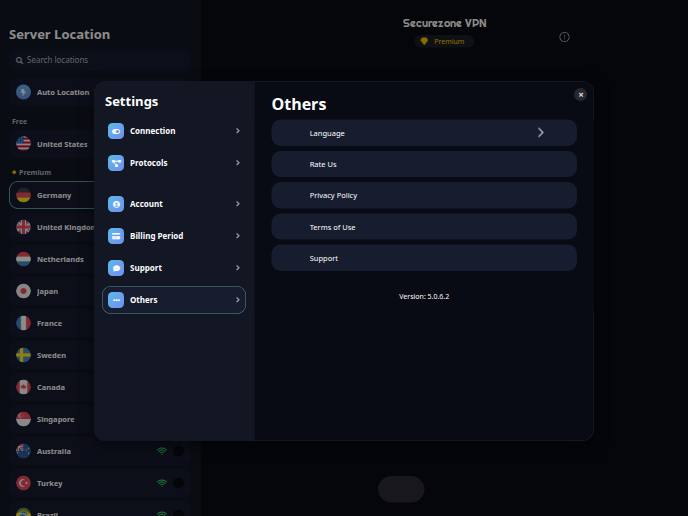 Securezone VPN
Premium
Server Location
Search locations
Auto Location
Free
United States
Premium
Germany
United Kingdom
Netherlands
Japan
France
Sweden
Canada
Singapore
Australia
Turkey
Brazil
Settings
Connection
Protocols
Account
Billing Period
Support
Others
Others
Language
Rate Us
Privacy Policy
Terms of Use
Support
Version: 5.0.6.2